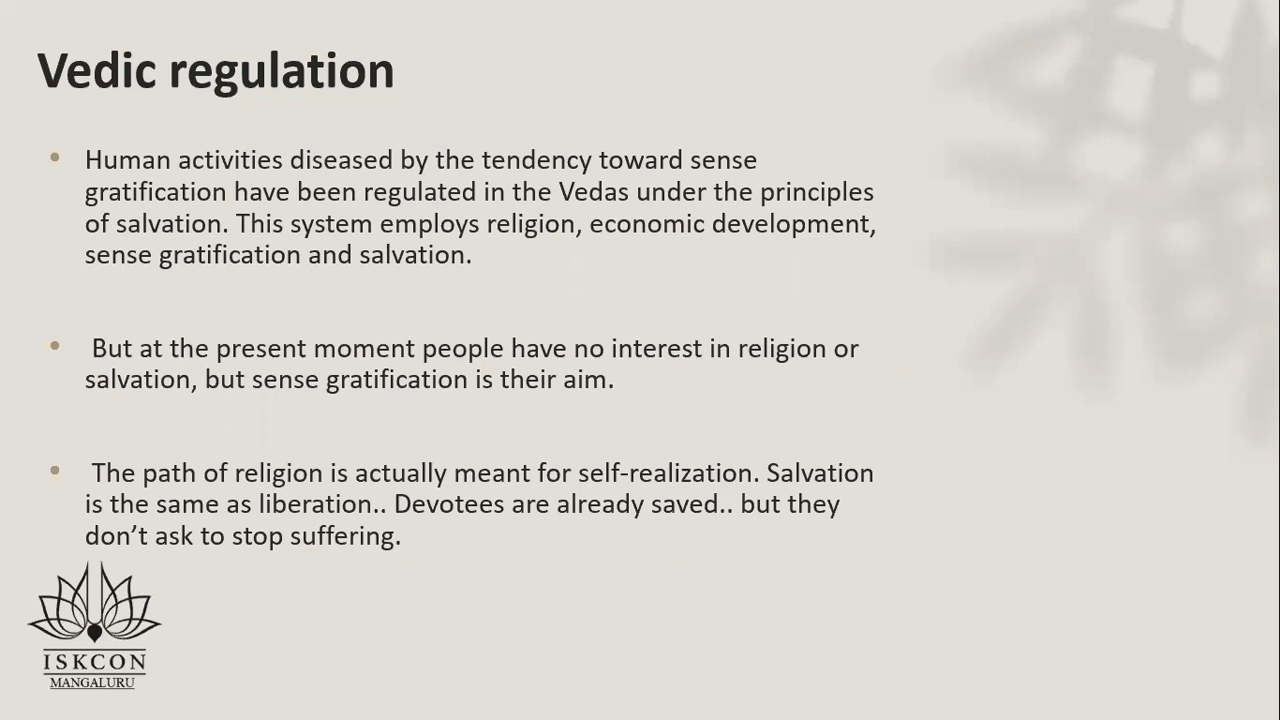 Vedic regulation
• Human activities diseased by the tendency toward sense
gratification have been regulated in the Vedas under the principles
of salvation. This system employs religion, economic development,
sense gratification and salvation.
• But at the present moment people have no interest in religion or
salvation, but sense gratification is their aim.
• The path of religion is actually meant for self-realization. Salvation
is the same as liberation.. Devotees are already saved.. but they
don’t ask to stop suffering.
ISKCON
MANGALURU